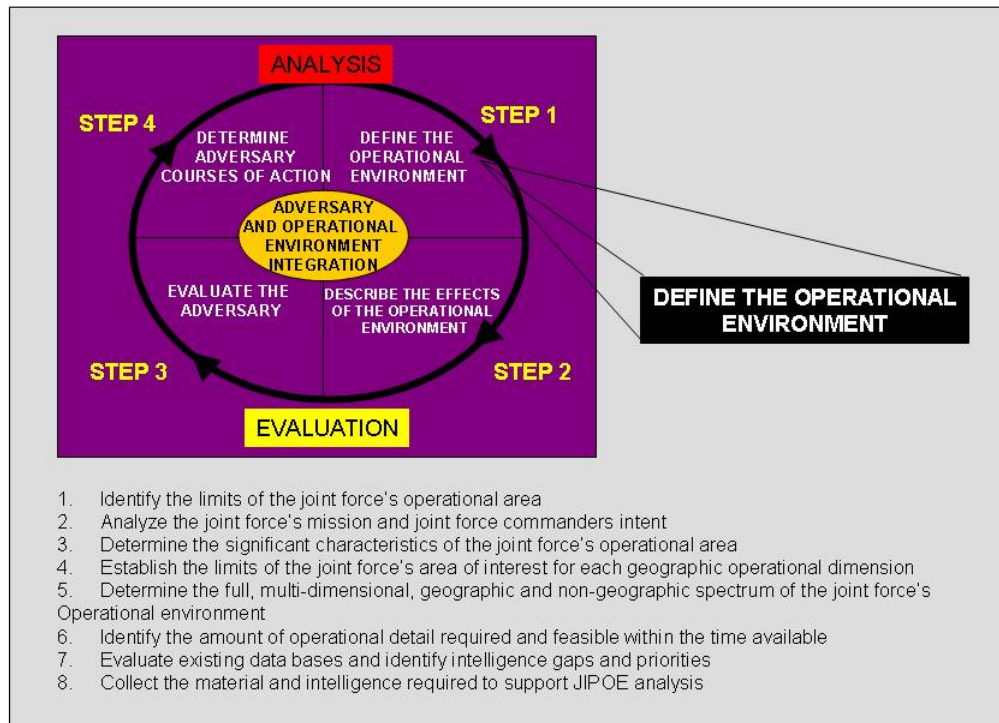 ANALYSIS
STEP 4
STEP 1
DETERMINE
ADVERSARY
COURSES OF ACTION
DEFINE THE
OPERATIONAL
ENVIRONMENT
ADVERSARY
AND OPERATIONAL
ENVIRONMENT
INTEGRATION
EVALUATE THE
ADVERSARY
DESCRIBE THE EFFECTS
OF THE OPERATIONAL
ENVIRONMENT
STEP 3
STEP 2
EVALUATION
DEFINE THE OPERATIONAL
ENVIRONMENT
1. Identify the limits of the joint force's operational area
2. Analyze the joint force's mission and joint force commanders intent
3. Determine the significant characteristics of the joint force's operational area
4. Establish the limits of the joint force's area of interest for each geographic operational dimension
5. Determine the full, multi-dimensional, geographic and non-geographic spectrum of the joint force's
Operational environment
6. Identify the amount of operational detail required and feasible within the time available
7. Evaluate existing data bases and identify intelligence gaps and priorities
8. Collect the material and intelligence required to support JIPOE analysis